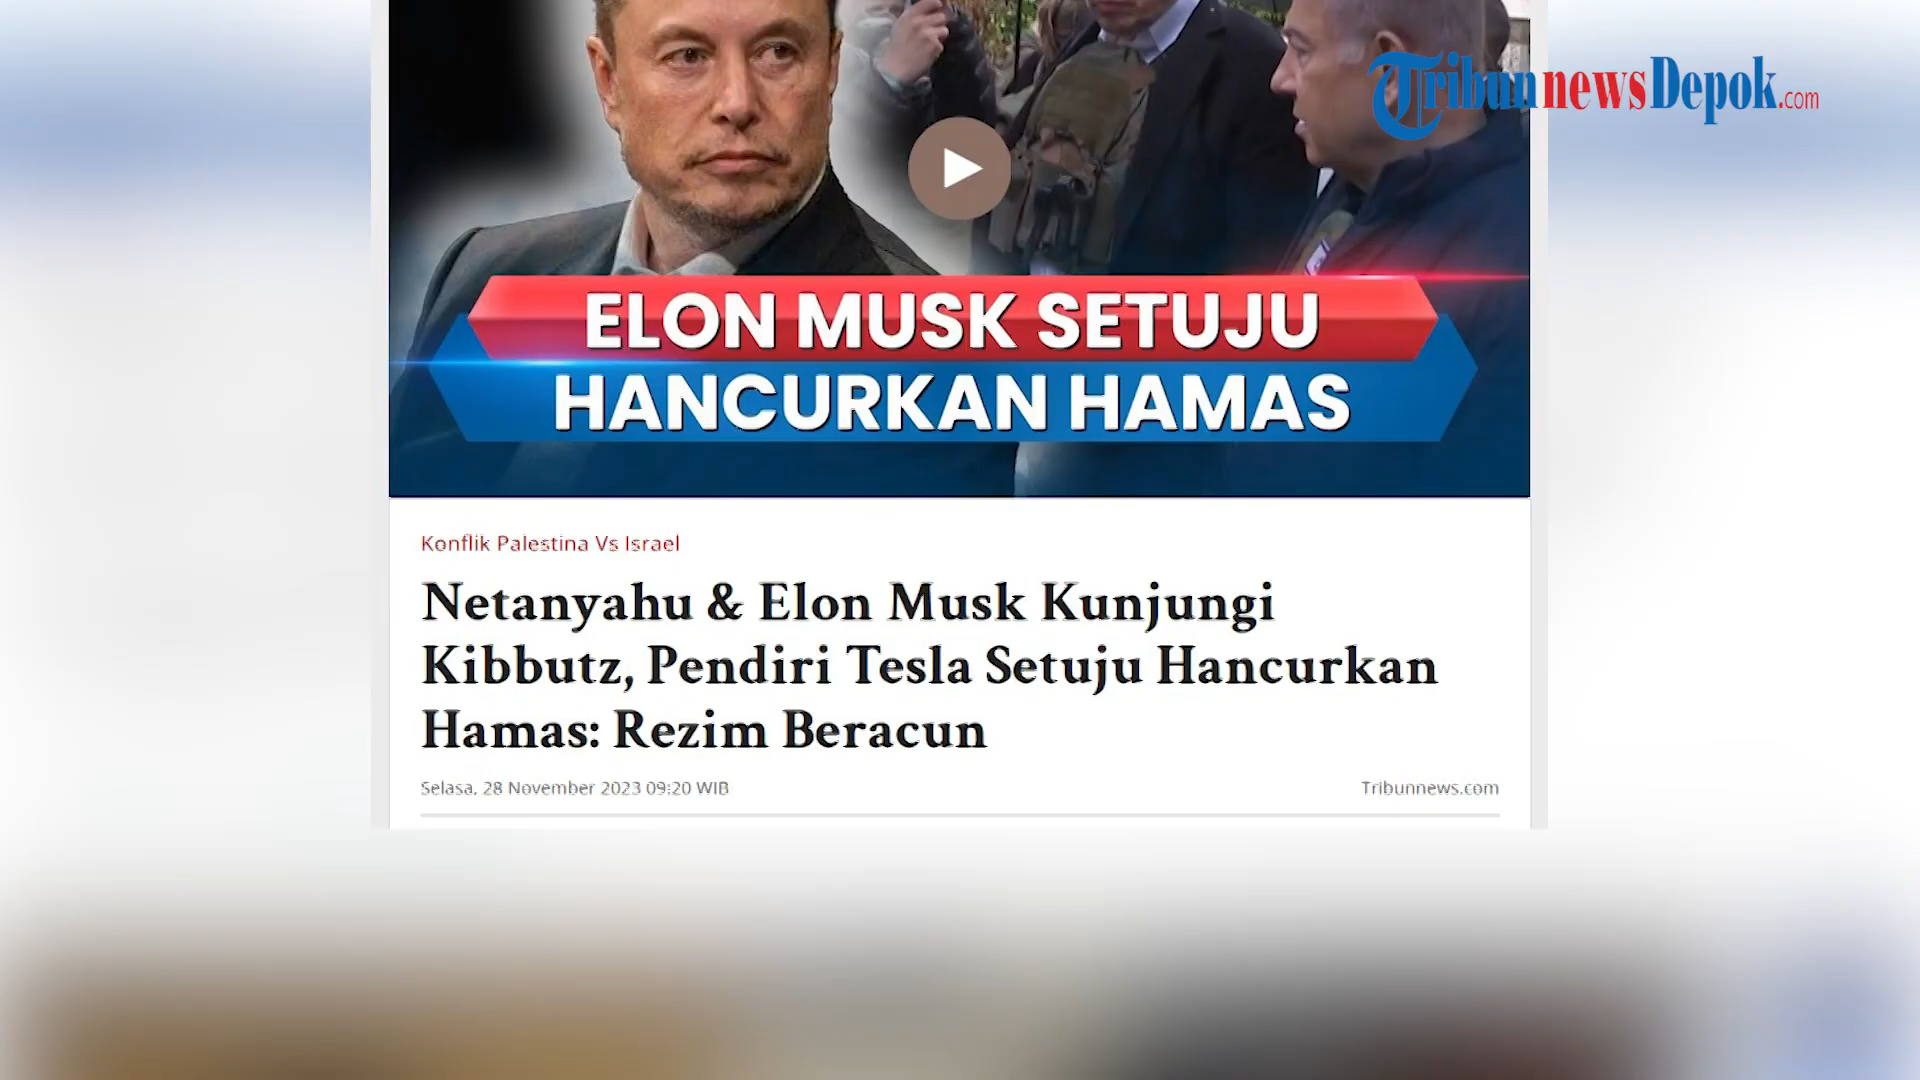 TribunnewsDepok.com
ELON MUSK SETUJU
HANCURKAN HAMAS
Konflik Palestina Vs Israel
Netanyahu & Elon Musk Kunjungi
Kibbutz, Pendiri Tesla Setuju Hancurkan
Hamas: Rezim Beracun
Selasa, 28 November 2023 09:20 WIB
Tribunnews.com